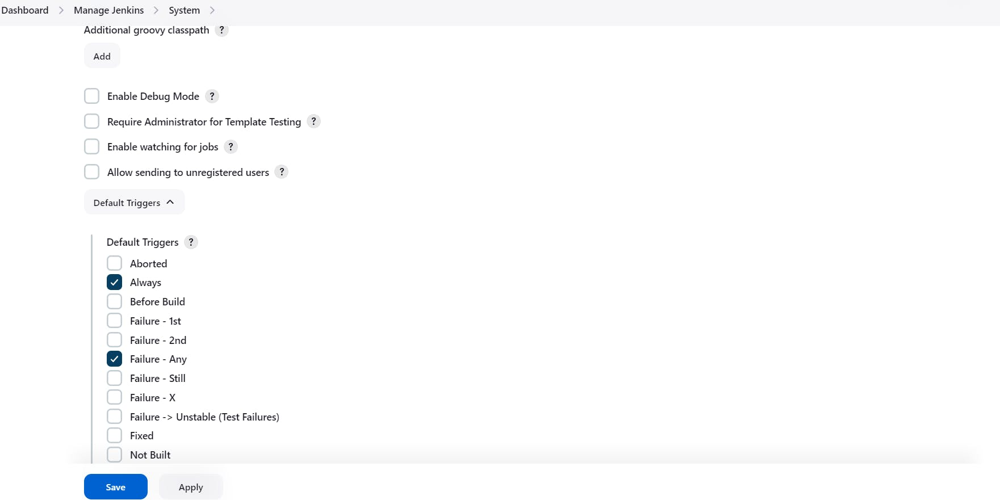 Dashboard > Manage Jenkins > System >
Additional groovy classpath ?
Add
Enable Debug Mode ?
Require Administrator for Template Testing ?
Enable watching for jobs ?
Allow sending to unregistered users ?
Default Triggers
Default Triggers ?
Aborted
Always
Before Build
Failure - 1st
Failure - 2nd
Failure - Any
Failure - Still
Failure - X
Failure -> Unstable (Test Failures)
Fixed
Not Built
Save Apply